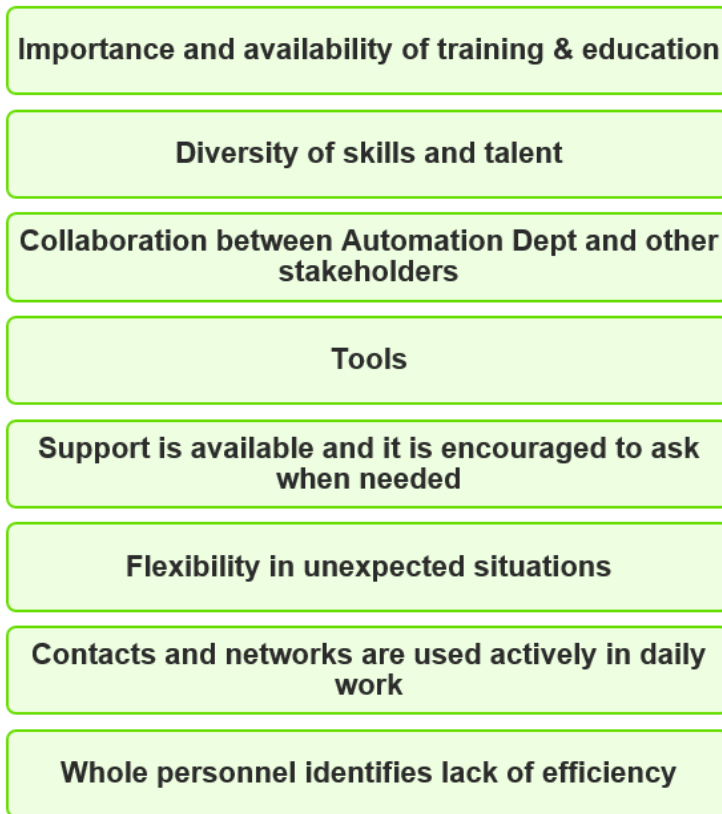 Importance and availability of training & education
Diversity of skills and talent
Collaboration between Automation Dept and other
stakeholders
Tools
Support is available and it is encouraged to ask
when needed
Flexibility in unexpected situations
Contacts and networks are used actively in daily
work
Whole personnel identifies lack of efficiency